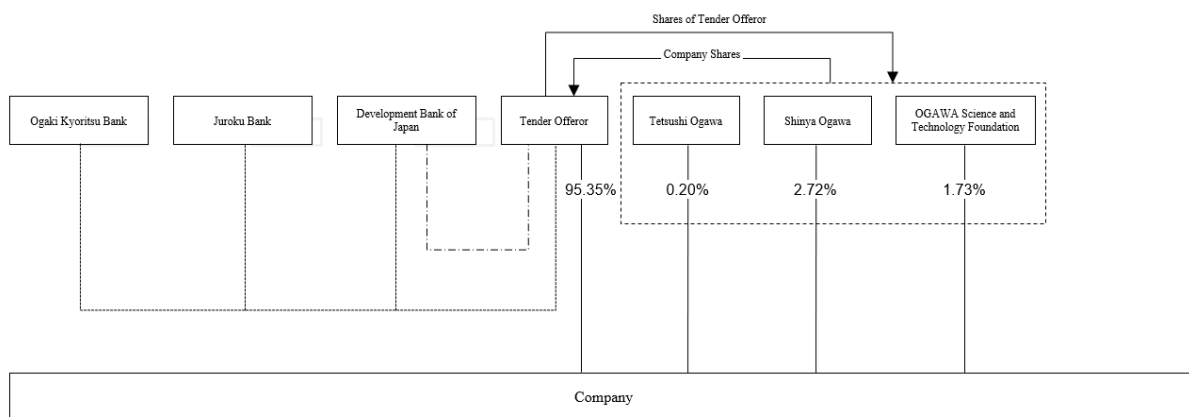 Shares of Tender Offeror
Company Shares
Ogaki Kyoritsu Bank
Juroku Bank
Development Bank of
Japan
Tender Offeror
Tetsushi Ogawa
Shinya Ogawa
OGAWA Science and
Technology Foundation
95.35%
0.20%
2.72%
1.73%
Company